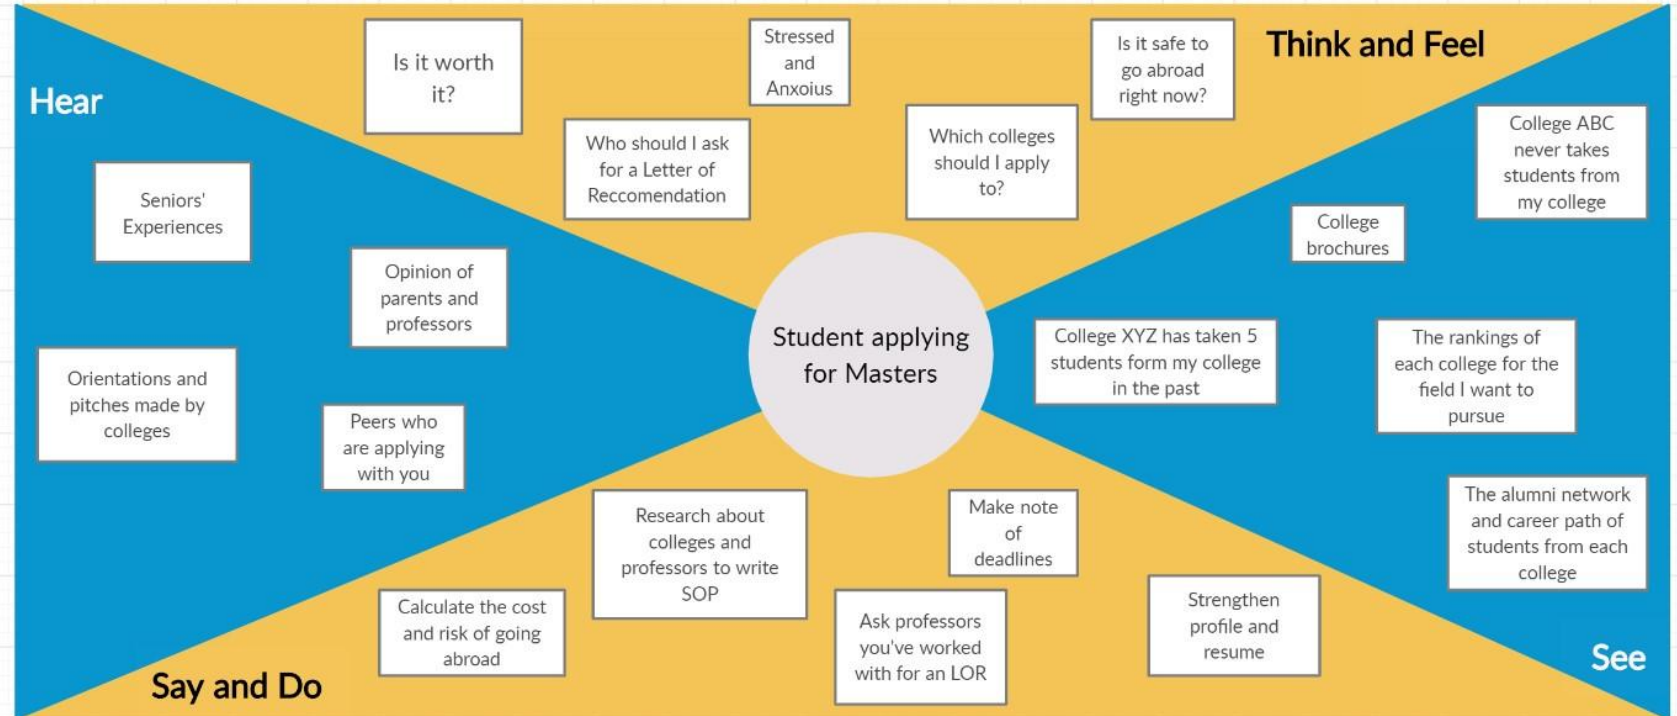 Think and Feel
Is it worth
it?
Stressed
and
Anxoius
Is it safe to
go abroad
right now?
Who should I ask
for a Letter of
Reccomendation
Which colleges
should I apply
to?
Hear
Seniors'
Experiences
Opinion of
parents and
professors
Orientations and
pitches made by
colleges
Peers who
are applying
with you
Student applying
for Masters
College ABC
never takes
students from
my college
College
brochures
College XYZ has taken 5
students form my college
in the past
The rankings of
each college for the
field I want to
pursue
The alumni network
and career path of
students from each
college
See
Research about
colleges and
professors to write
SOP
Make note
of
deadlines
Calculate the cost
and risk of going
abroad
Ask professors
you've worked
with for an LOR
Strengthen
profile and
resume
Say and Do